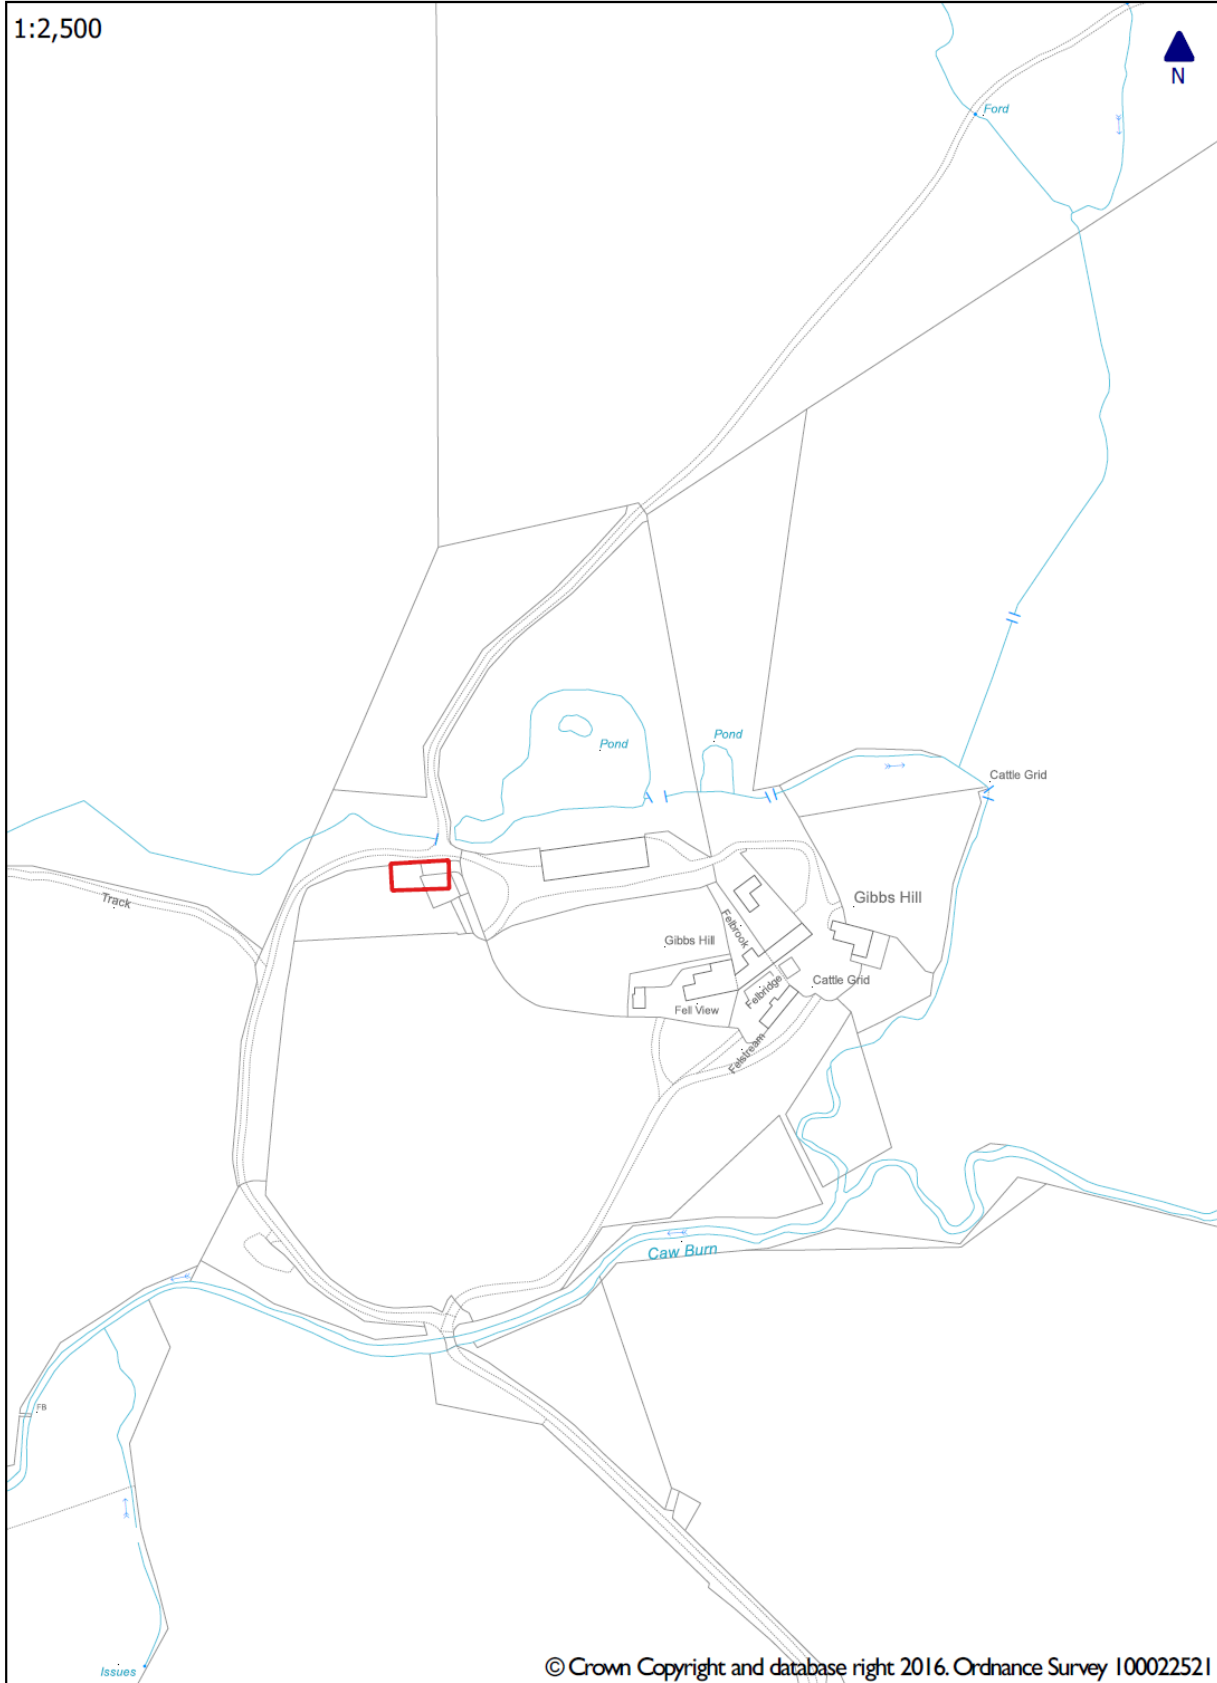 1:2,500
N
Ford
Pond
Pond
Cattle Grid
Track
Gibbs Hill
Felbrook
Gibbs Hill
Cattle Grid
Felbridge
Fell View
Felstream
Caw Burn
FB
Issues
© Crown Copyright and database right 2016. Ordnance Survey 100022521